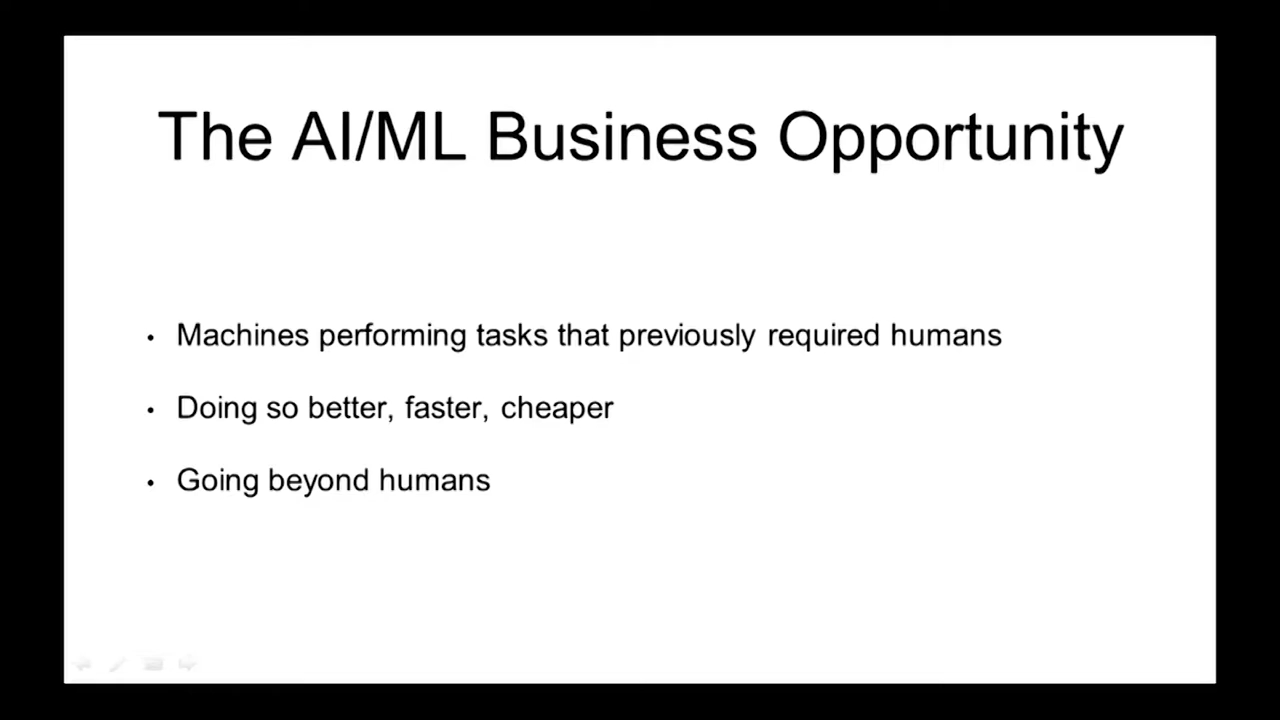 The AI/ML Business Opportunity
• Machines performing tasks that previously required humans
• Doing so better, faster, cheaper
• Going beyond humans